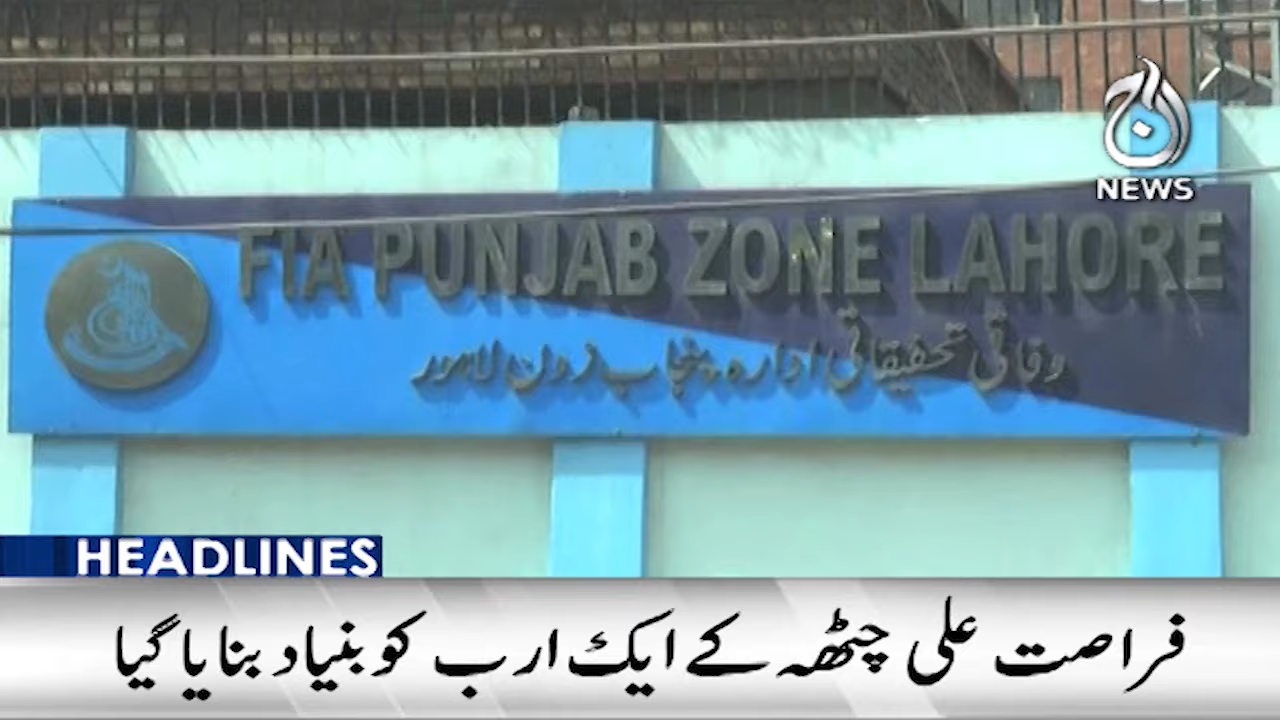 آج
NEWS
FIA PUNJAB ZONE LAHORE
وفاقی تحقیقاتی ادارہ پنجاب زون لاہور
HEADLINES
فراصت علی چٹھہ کے ایک ارب کو بنیاد بنایا گیا